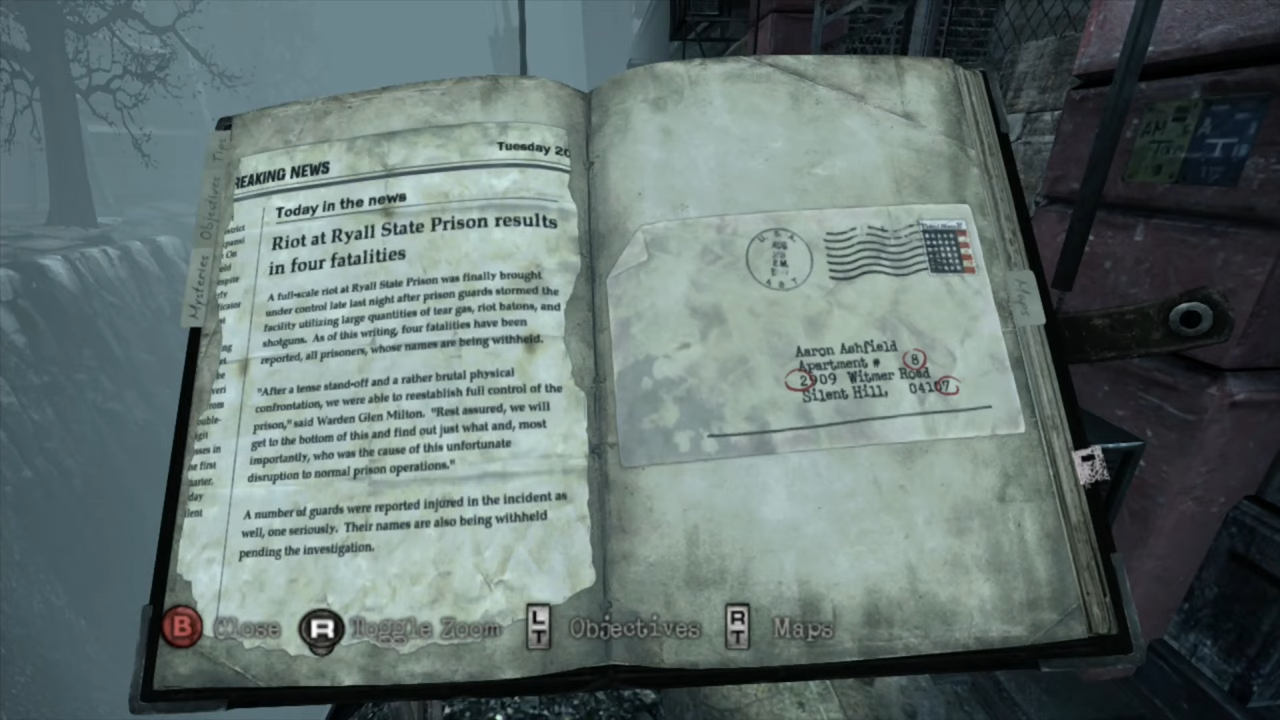 REAKING NEWS
Tuesday 20
Today in the news
Riot at Ryall State Prison results
in four fatalities
A full-scale riot at Ryall State Prison was finally brought
under control late last night after prison guards stormed the
facility utilizing large quantities of tear gas, riot batons, and
shotguns. As of this writing, four fatalities have been
reported, all prisoners, whose names are being withheld.
"After a tense stand-off and a rather brutal physical
confrontation, we were able to reestablish full control of the
prison," said Warden Glen Milton. "Rest assured, we will
get to the bottom of this and find out just what and, most
importantly, who was the cause of this unfortunate
disruption to normal prison operations."
A number of guards were reported injured in the incident as
well, one seriously. Their names are also being withheld
pending the investigation.
Mysteries
Objectives
U.S.A
AUG
Aaron Ashfield
Apartment # 8
2909 Witmer Road
Silent Hill, 04107
Maps
AM
B Close
R Toggle Zoom
LT Objectives
RT Maps